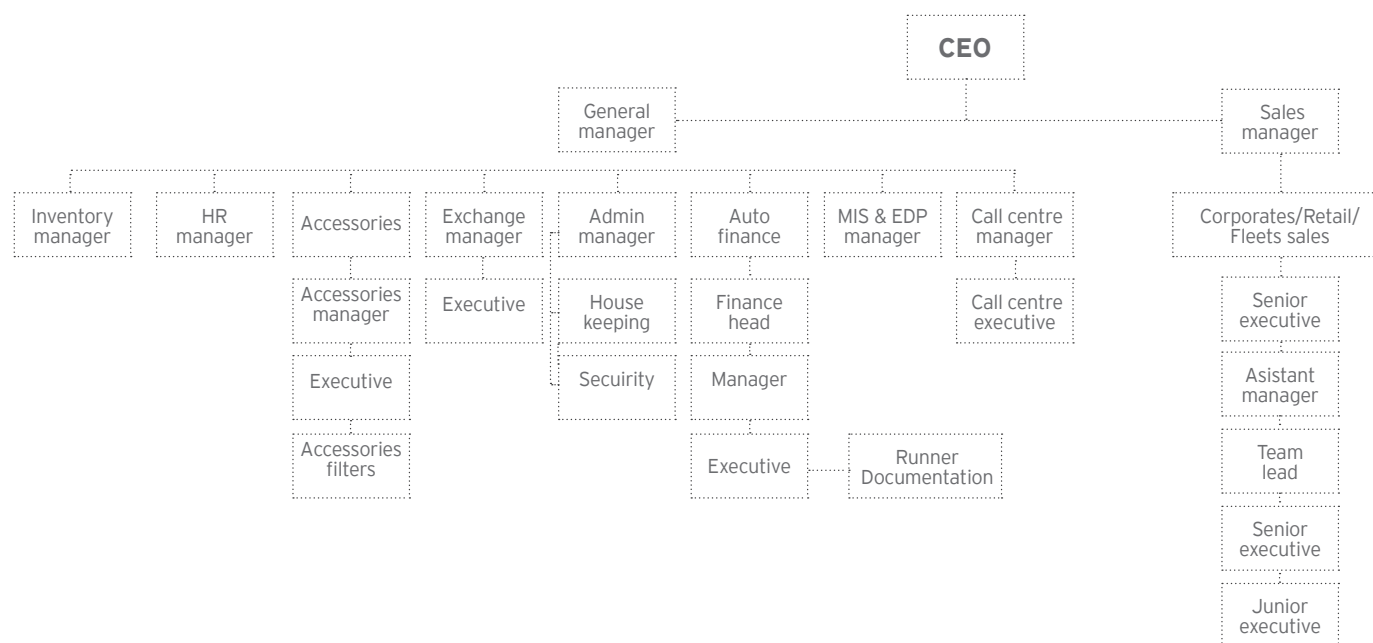 CEO
General
manager
Sales
manager
Inventory
manager
HR
manager
Accessories
Exchange
manager
Admin
manager
Auto
finance
MIS & EDP
manager
Call centre
manager
Corporates/Retail/
Fleets sales
Accessories
manager
Executive
House
keeping
Finance
head
Call centre
executive
Senior
executive
Executive
Secuirity
Manager
Asistant
manager
Accessories
filters
Executive
Runner
Documentation
Team
lead
Senior
executive
Junior
executive